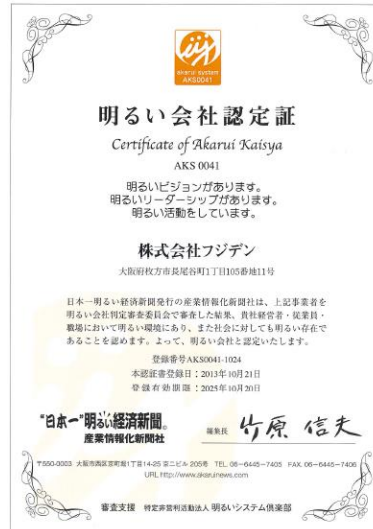 akarui system
AKS0041
明るい会社認定証
Certificate of Akarui Kaisya
AKS 0041
明るいビジョンがあります。
明るいリーダーシップがあります。
明るい活動をしています。
株式会社フジデン
大阪府枚方市長尾谷町1丁目105番地11号
日本一明るい経済新聞発行の産業情報化新聞社は、上記事業者を
明るい会社判定審査委員会で審査した結果、貴社経営者・従業員・
職場において明るい環境にあり、また社会に対しても明るい存在で
あることを認めます。よって、明るい会社と認定いたします。
登録番号AKS0041-1024
本認証書登録日：2013年10月21日
登録有効期限：2025年10月20日
"日本一"明るい経済新聞®
産業情報化新聞社
編集長 竹原 信夫
〒550-0003 大阪市西区京町堀1丁目14-25 京ニビル 205号 TEL 06-6445-7405 FAX 06-6445-7406
URL http://www.akaruinews.com
審査支援 特定非営利活動法人 明るいシステム倶楽部